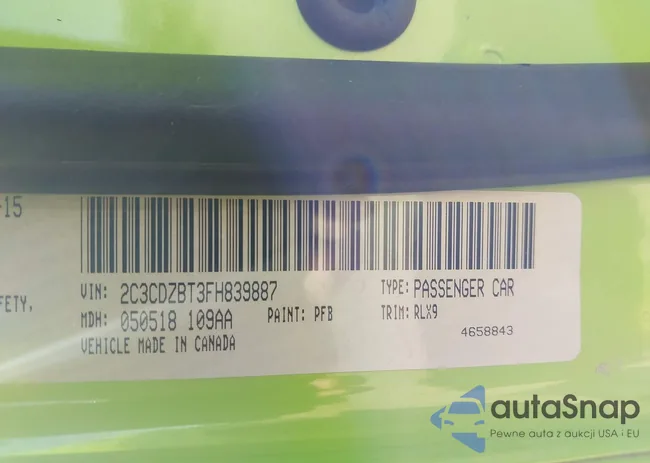 -15
VIN: 2C3CDZBT3FH839887 TYPE: PASSENGER CAR
FETY, MDH: 050518 109AA PAINT: PFB TRIM: RLX9
VEHICLE MADE IN CANADA 4658843
autaSnap
Pewne auta z aukcji USA i EU